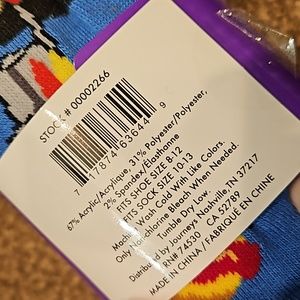 STOCK # 00002266
7 17874 63644 9
67% Acrylic/Acrylique, 31% Polyester/Polyester,
2% Spandex/Élasthanne
FITS SHOE SIZE 8-12
FITS SOCK SIZE 10-13
Machine Wash Cold With Like Colors.
Only Non-chlorine Bleach When Needed.
Tumble Dry Low.
Distributed by Journeys Nashville, TN 37217
RN# 74530 CA 52789
MADE IN CHINA / FABRIQUÉ EN CHINE